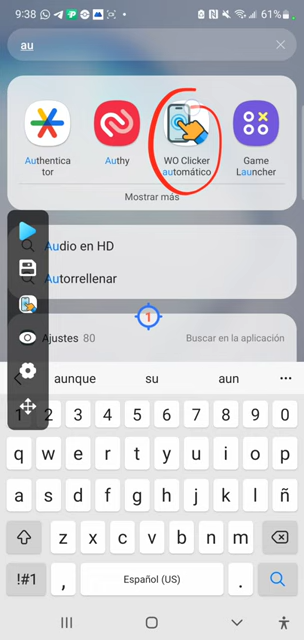 9:38
61%
au
Authentica
tor
Authy
WO Clicker
automático
Game
Launcher
Mostrar más
Audio en HD
Autorrellenar
1
Ajustes 80
Buscar en la aplicación
aunque su aun
1 2 3 4 5 6 7 8 9 0
q w e r t y u i o p
a s d f g h j k l ñ
z x c v b n m
!#1 , Español (US) .